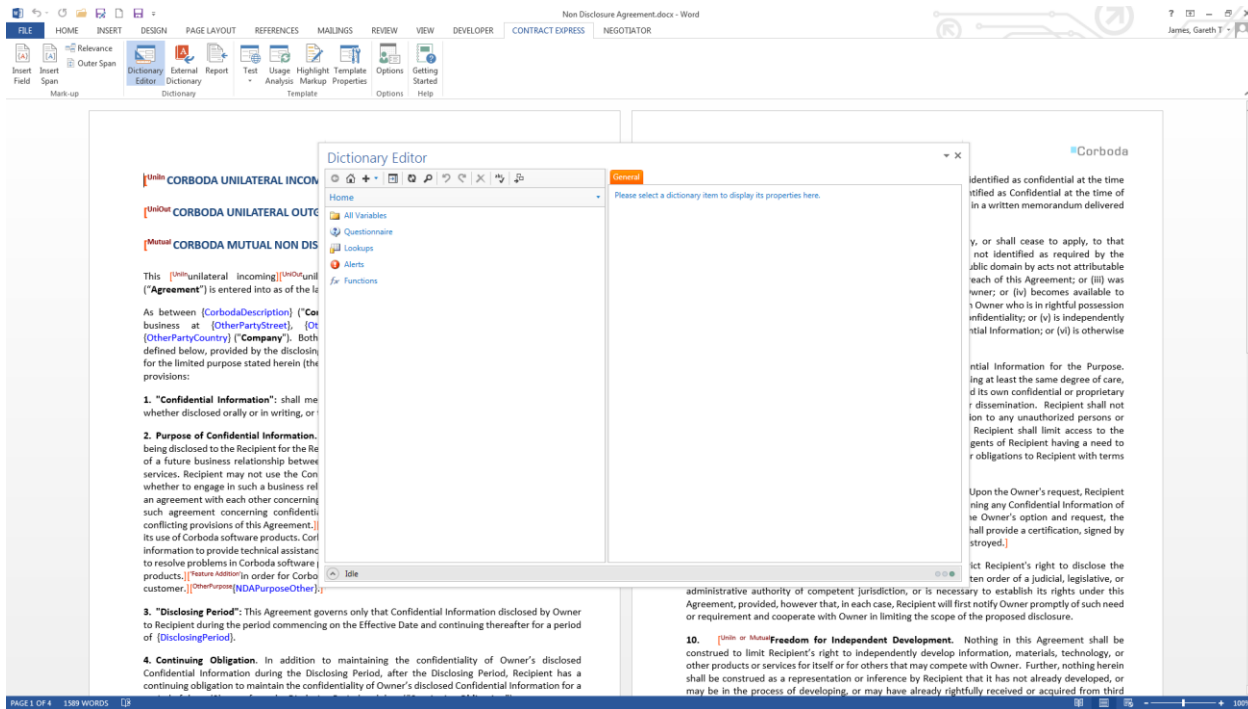 Non Disclosure Agreement.docx - Word
FILE HOME INSERT DESIGN PAGE LAYOUT REFERENCES MAILINGS REVIEW VIEW DEVELOPER CONTRACT EXPRESS NEGOTIATOR
James, Gareth T
Insert Field
Insert Span
Relevance
Outer Span
Mark-up
Dictionary Editor
External Dictionary
Report
Dictionary
Test
Usage Analysis
Highlight Markup
Template Properties
Template
Options
Options
Getting Started
Help
[UniIn CORBODA UNILATERAL INCOM
[UniOut CORBODA UNILATERAL OUTG
[Mutual CORBODA MUTUAL NON DIS
This [UniIn unilateral incoming][UniOut unil
("Agreement") is entered into as of the la
As between {CorbodaDescription} ("Cor
business at {OtherPartyStreet}, {Ot
{OtherPartyCountry} ("Company"). Both
defined below, provided by the disclosin
for the limited purpose stated herein (the
provisions:
1. "Confidential Information": shall me
whether disclosed orally or in writing, or
2. Purpose of Confidential Information.
being disclosed to the Recipient for the Re
of a future business relationship betwee
services. Recipient may not use the Con
whether to engage in such a business rel
an agreement with each other concerning
such agreement concerning confidentia
conflicting provisions of this Agreement.]
its use of Corboda software products. Cor
information to provide technical assistanc
to resolve problems in Corboda software
products.]['Feature Addition'in order for Corbo
customer.][OtherPurpose{NDAPurposeOther}.]
3. "Disclosing Period": This Agreement governs only that Confidential Information disclosed by Owner
to Recipient during the period commencing on the Effective Date and continuing thereafter for a period
of {DisclosingPeriod}.
4. Continuing Obligation. In addition to maintaining the confidentiality of Owner's disclosed
Confidential Information during the Disclosing Period, after the Disclosing Period, Recipient has a
continuing obligation to maintain the confidentiality of Owner's disclosed Confidential Information for a
Dictionary Editor
Home
All Variables
Questionnaire
Lookups
Alerts
fx Functions
General
Please select a dictionary item to display its properties here.
Idle
Corboda
identified as confidential at the time
ntified as Confidential at the time of
in a written memorandum delivered
y, or shall cease to apply, to that
not identified as required by the
ublic domain by acts not attributable
reach of this Agreement; or (iii) was
wner; or (iv) becomes available to
n Owner who is in rightful possession
nfidentiality; or (v) is independently
ntial Information; or (vi) is otherwise
ntial Information for the Purpose.
ing at least the same degree of care,
d its own confidential or proprietary
r dissemination. Recipient shall not
ion to any unauthorized persons or
Recipient shall limit access to the
gents of Recipient having a need to
r obligations to Recipient with terms
Upon the Owner's request, Recipient
ning any Confidential Information of
he Owner's option and request, the
hall provide a certification, signed by
stroyed.]
ict Recipient's right to disclose the
ten order of a judicial, legislative, or
administrative authority of competent jurisdiction, or is necessary to establish its rights under this
Agreement, provided, however that, in each case, Recipient will first notify Owner promptly of such need
or requirement and cooperate with Owner in limiting the scope of the proposed disclosure.
10. [UniIn or MutualFreedom for Independent Development. Nothing in this Agreement shall be
construed to limit Recipient's right to independently develop information, materials, technology, or
other products or services for itself or for others that may compete with Owner. Further, nothing herein
shall be construed as a representation or inference by Recipient that it has not already developed, or
may be in the process of developing, or may have already rightfully received or acquired from third
PAGE 1 OF 4 1589 WORDS
100%